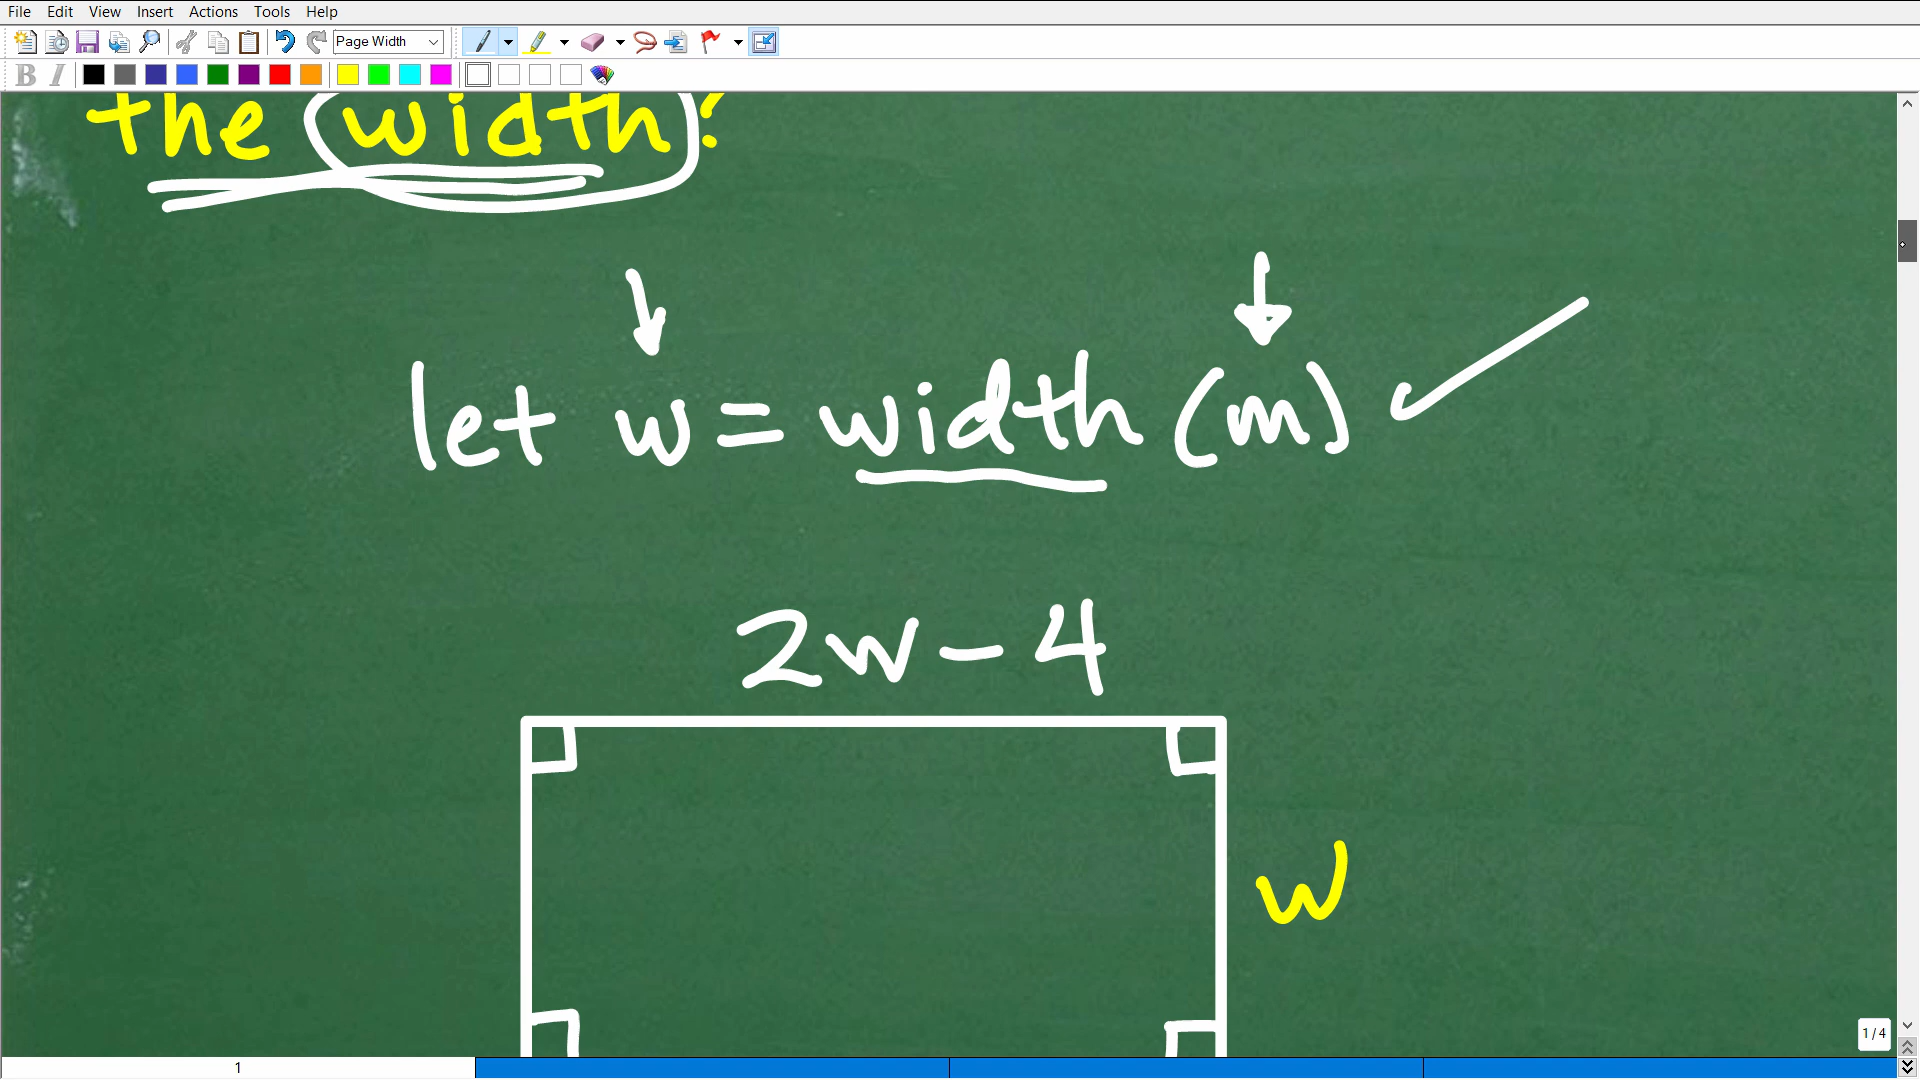 File Edit View Insert Actions Tools Help
Page Width
B I
the width?
let w = width (m)
2w - 4
w
1 / 4
1